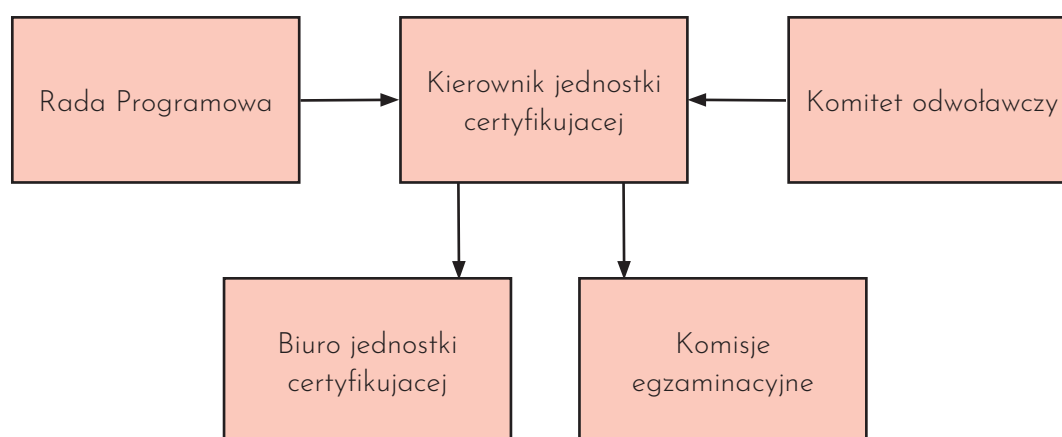 Rada Programowa
Kierownik jednostki
certyfikujacej
Komitet odwoławczy
Biuro jednostki
certyfikujacej
Komisje
egzaminacyjne